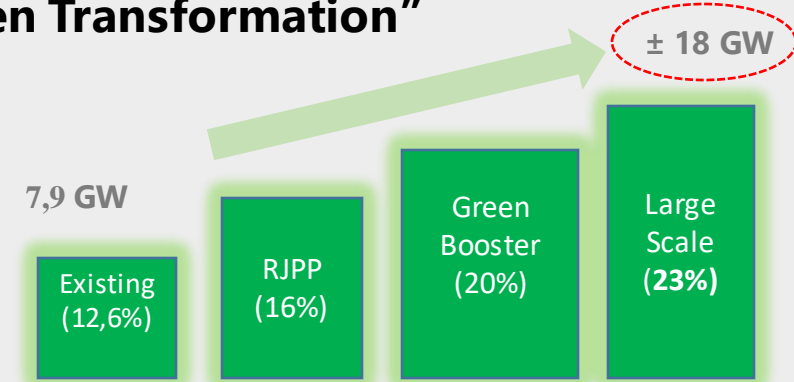 en Transformation”
± 18 GW
7,9 GW
Existing
(12,6%)
RJPP
(16%)
Green
Booster
(20%)
Large
Scale
(23%)